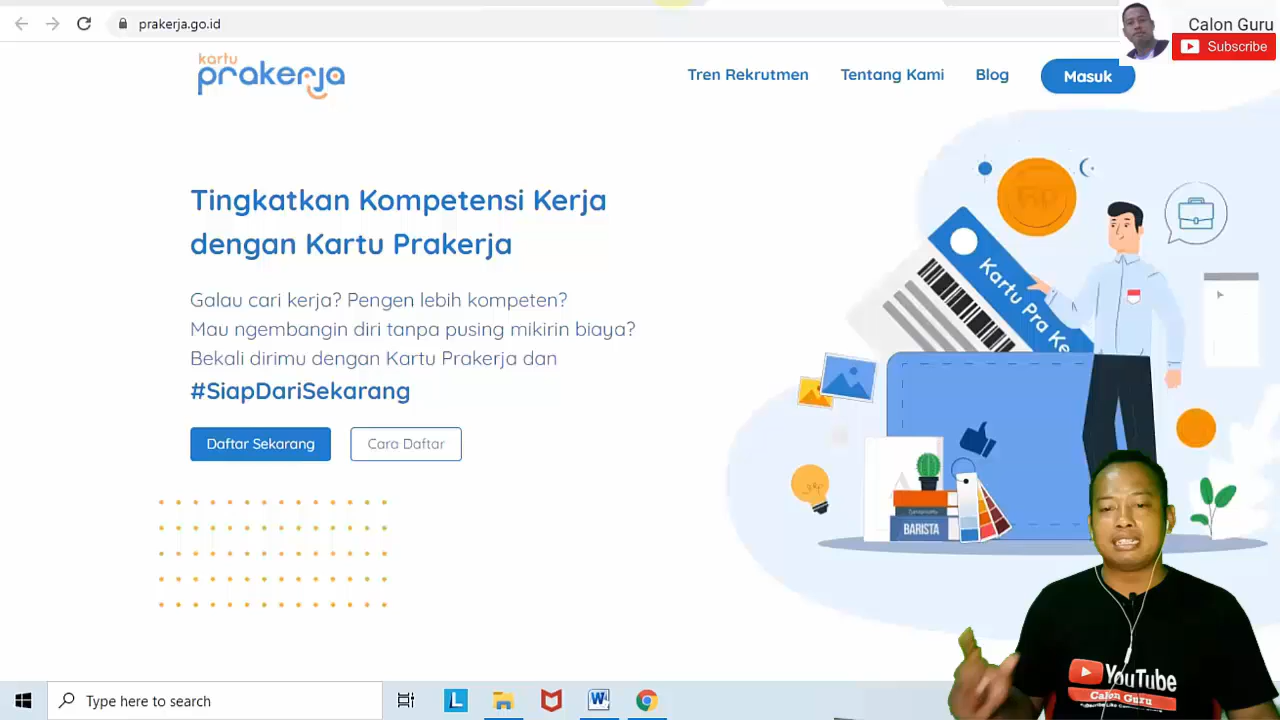 prakerja.go.id
Calon Guru
Subscribe
kartu
prakerja
Tren Rekrutmen
Tentang Kami
Blog
Masuk
Tingkatkan Kompetensi Kerja
dengan Kartu Prakerja
Galau cari kerja? Pengen lebih kompeten?
Mau ngembangin diri tanpa pusing mikirin biaya?
Bekali dirimu dengan Kartu Prakerja dan
#SiapDariSekarang
Daftar Sekarang
Cara Daftar
Rp
Kartu Pra Ke
BARISTA
YouTube
Calon Guru
Type here to search